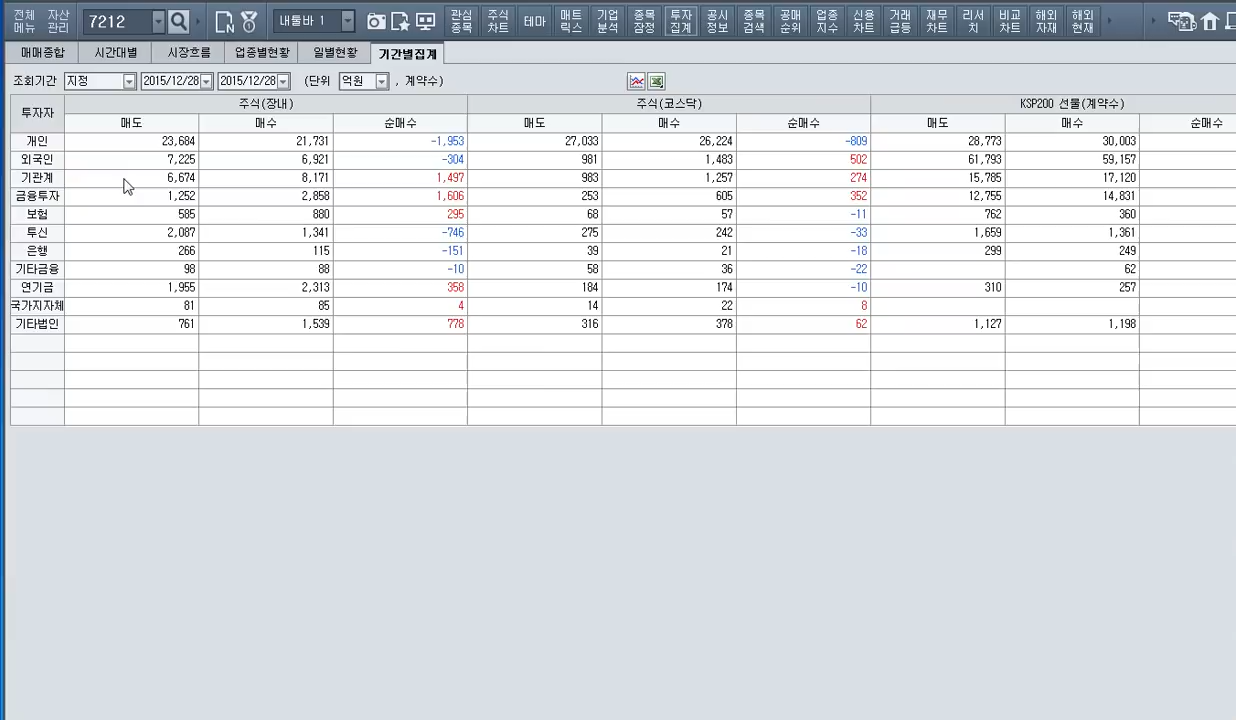 전체 자산 7212 내툴바 1 관심 주식 테마 매트 기업 종목 투자 공시 종목 공매 업종 신용 거래 재무 리서 비교 해외 해외
메뉴 관리 종목 차트 릭스 분석 잠정 집계 정보 검색 순위 지수 차트 급등 차트 치 차트 자재 현재
매매종합 시간대별 시장흐름 업종별현황 일별현황 기간별집계
조회기간 지정 2015/12/28 2015/12/28 (단위 억원 , 계약수)
투자자 주식(장내) 주식(코스닥) KSP200 선물(계약수)
매도 매수 순매수 매도 매수 순매수 매도 매수 순매수
개인 23,684 21,731 -1,953 27,033 26,224 -809 28,773 30,003
외국인 7,225 6,921 -304 981 1,483 502 61,793 59,157
기관계 6,674 8,171 1,497 983 1,257 274 15,785 17,120
금융투자 1,252 2,858 1,606 253 605 352 12,755 14,831
보험 585 880 295 68 57 -11 762 360
투신 2,087 1,341 -746 275 242 -33 1,659 1,361
은행 266 115 -151 39 21 -18 299 249
기타금융 98 88 -10 58 36 -22 62
연기금 1,955 2,313 358 184 174 -10 310 257
국가지자체 81 85 4 14 22 8
기타법인 761 1,539 778 316 378 62 1,127 1,198